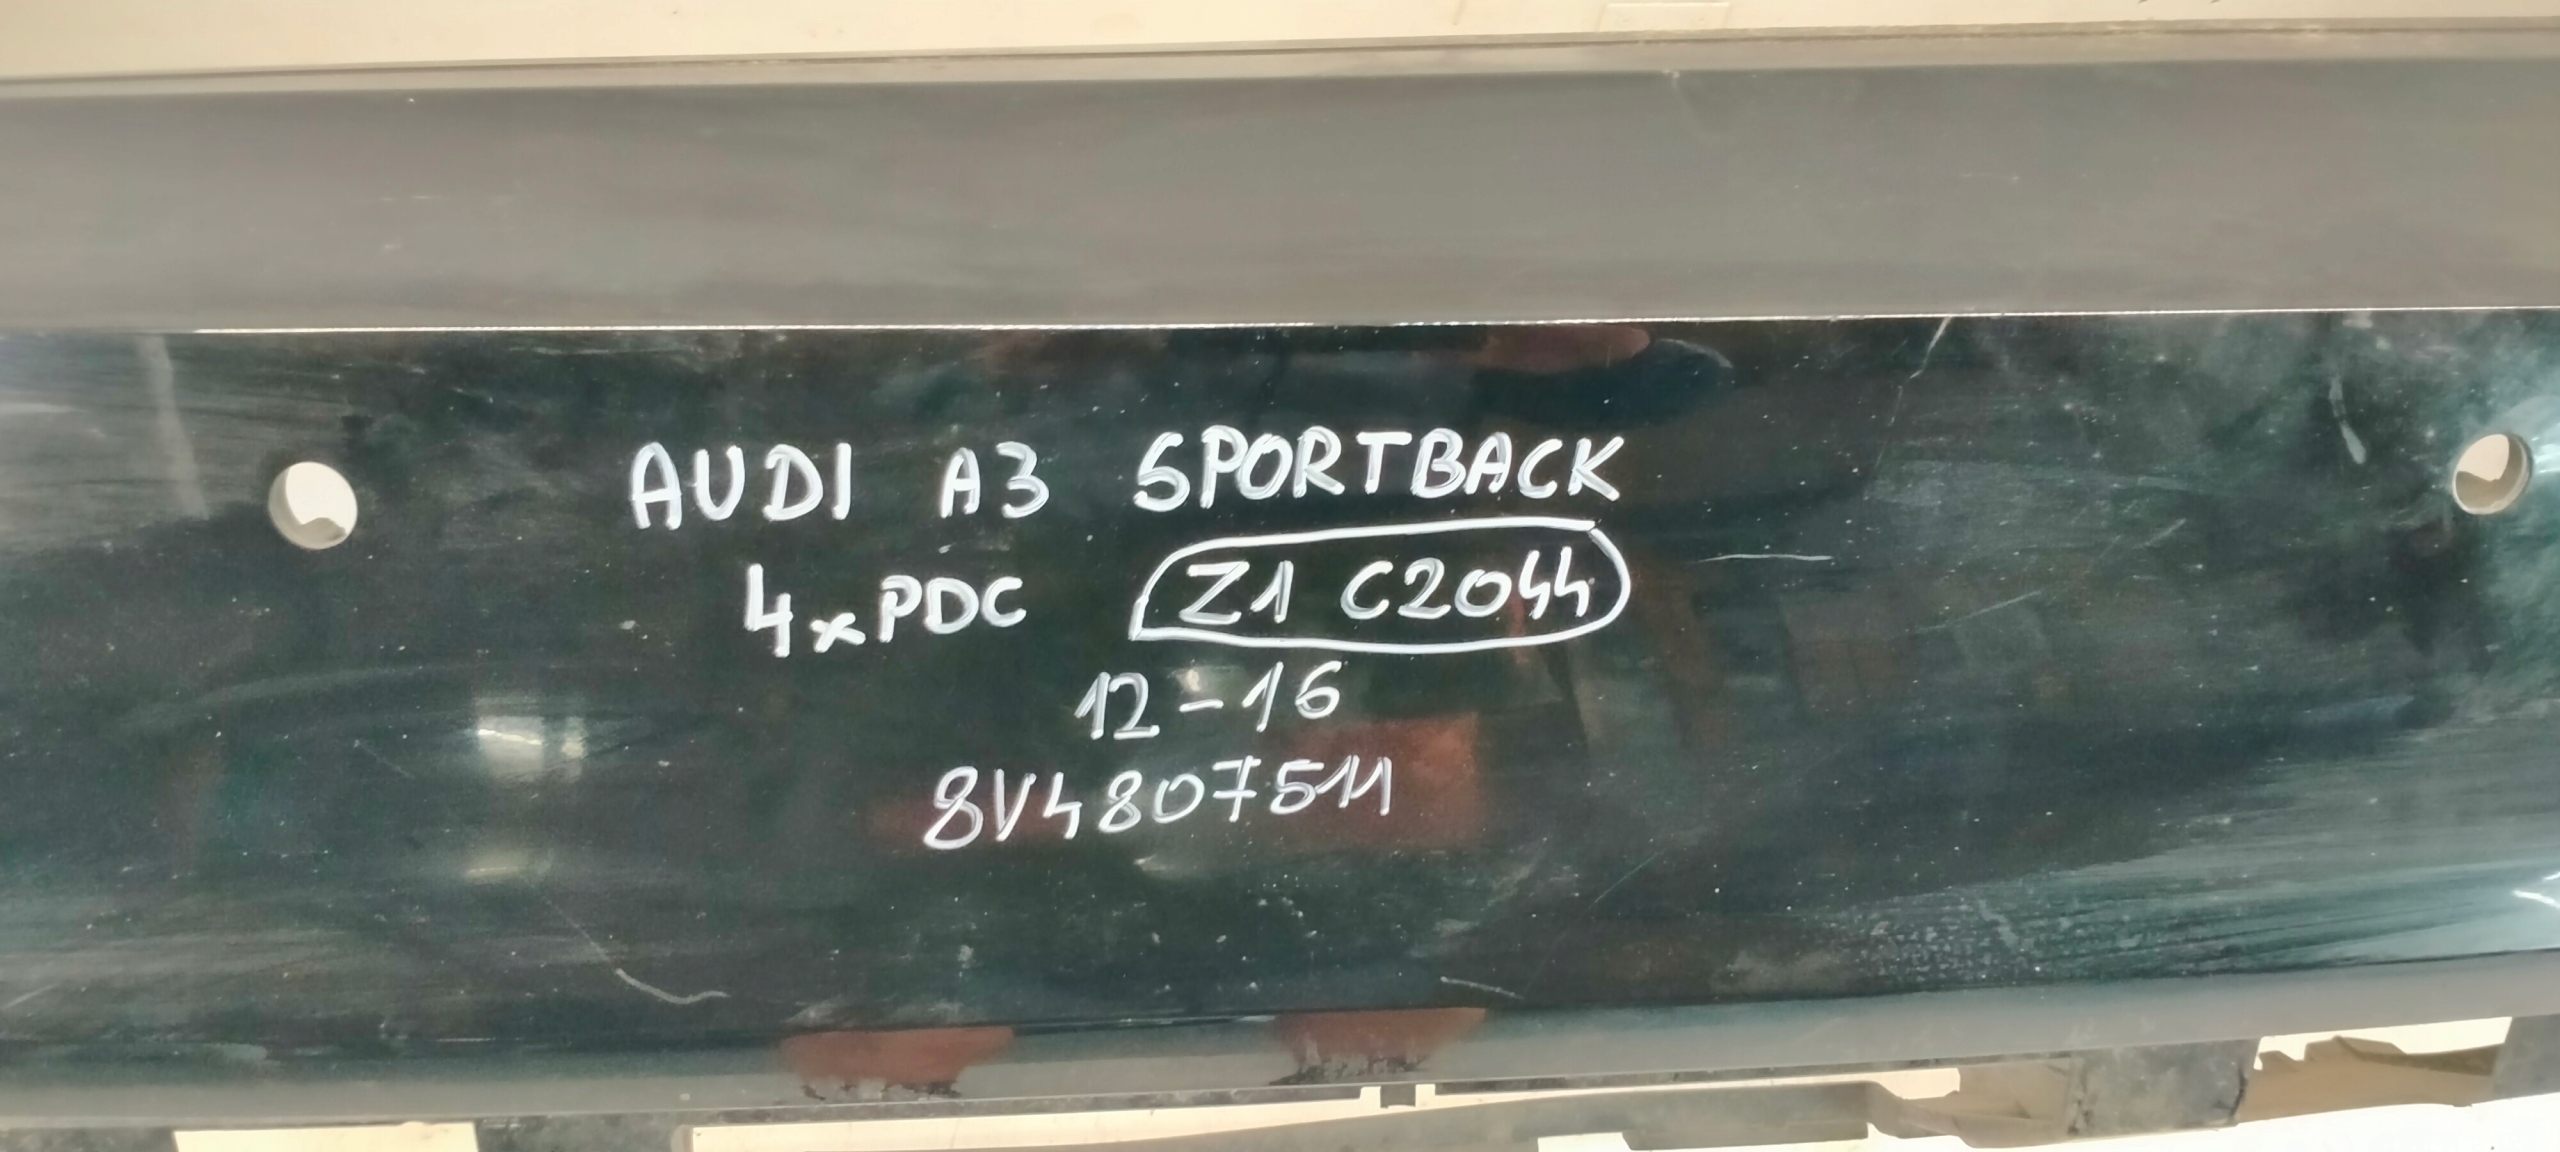 AUDI A3 SPORTBACK
4xPDC Z1 C2044
12-16
8V4807511